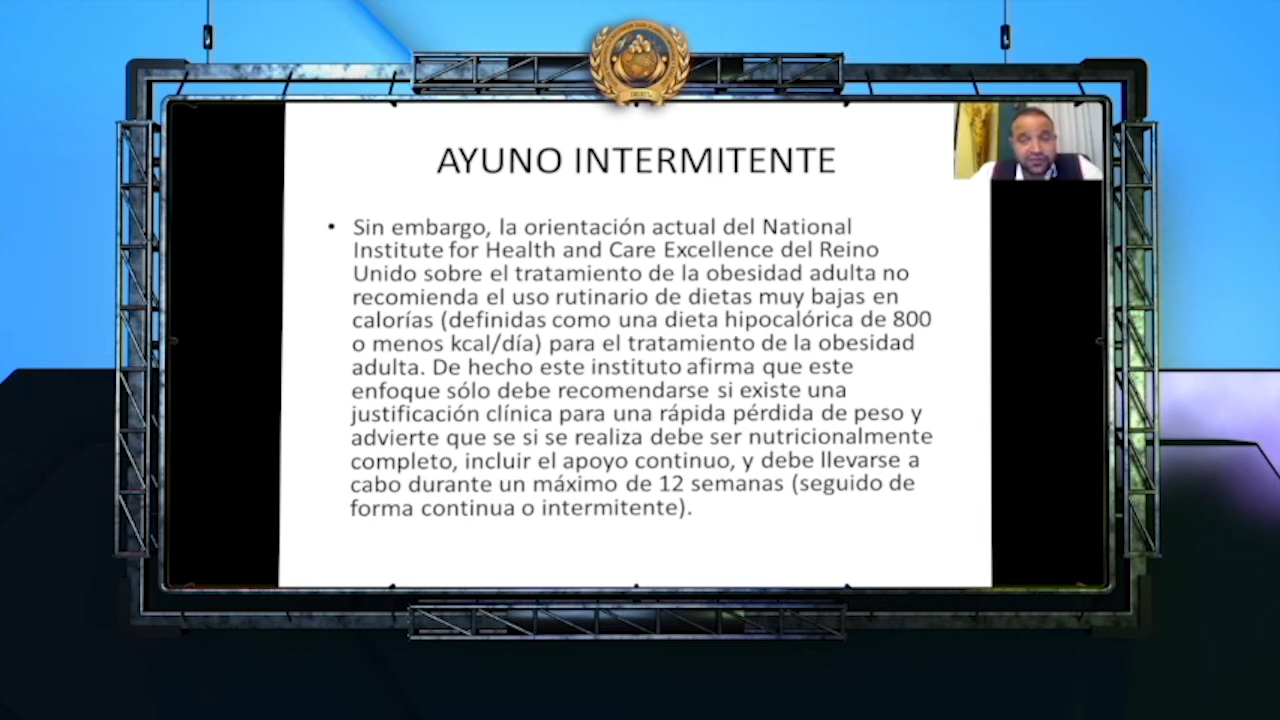 AYUNO INTERMITENTE
• Sin embargo, la orientación actual del National
Institute for Health and Care Excellence del Reino
Unido sobre el tratamiento de la obesidad adulta no
recomienda el uso rutinario de dietas muy bajas en
calorías (definidas como una dieta hipocalórica de 800
o menos kcal/día) para el tratamiento de la obesidad
adulta. De hecho este instituto afirma que este
enfoque sólo debe recomendarse si existe una
justificación clínica para una rápida pérdida de peso y
advierte que se si se realiza debe ser nutricionalmente
completo, incluir el apoyo continuo, y debe llevarse a
cabo durante un máximo de 12 semanas (seguido de
forma continua o intermitente).